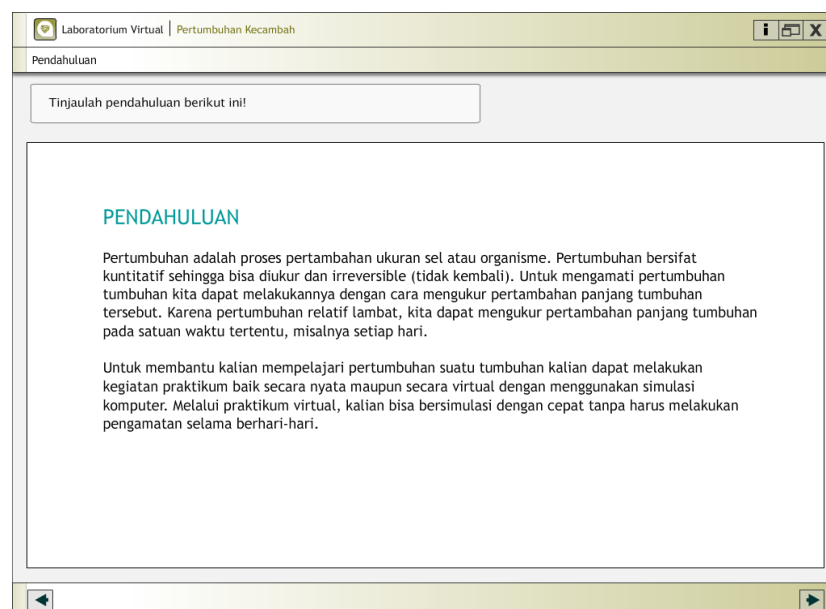 Laboratorium Virtual | Pertumbuhan Kecambah
i X
Pendahuluan
Tinjaulah pendahuluan berikut ini!
PENDAHULUAN
Pertumbuhan adalah proses pertambahan ukuran sel atau organisme. Pertumbuhan bersifat
kuntitatif sehingga bisa diukur dan irreversible (tidak kembali). Untuk mengamati pertumbuhan
tumbuhan kita dapat melakukannya dengan cara mengukur pertambahan panjang tumbuhan
tersebut. Karena pertumbuhan relatif lambat, kita dapat mengukur pertambahan panjang tumbuhan
pada satuan waktu tertentu, misalnya setiap hari.
Untuk membantu kalian mempelajari pertumbuhan suatu tumbuhan kalian dapat melakukan
kegiatan praktikum baik secara nyata maupun secara virtual dengan menggunakan simulasi
komputer. Melalui praktikum virtual, kalian bisa bersimulasi dengan cepat tanpa harus melakukan
pengamatan selama berhari-hari.